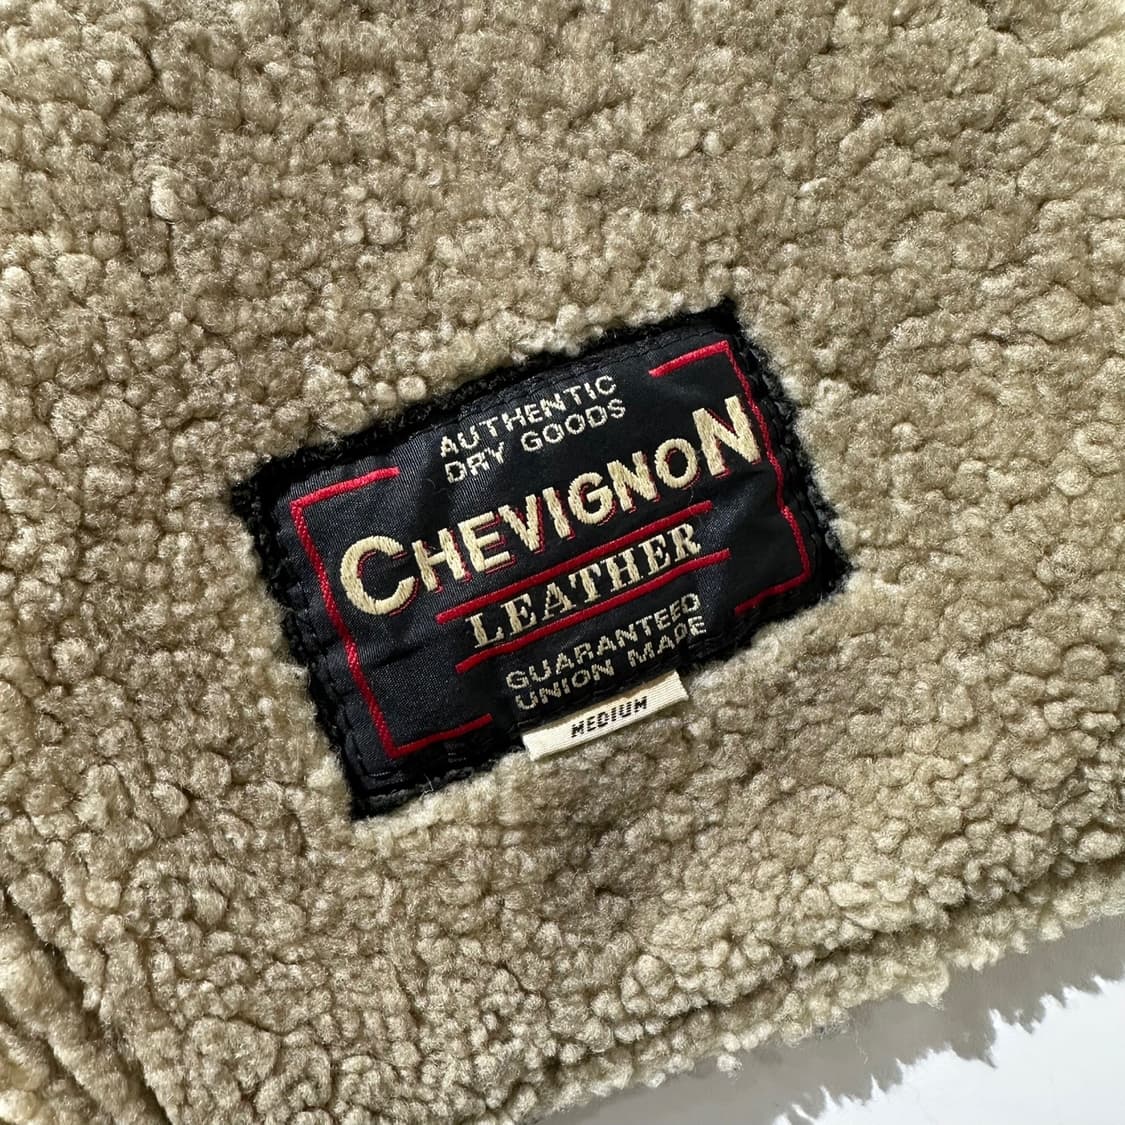 AUTHENTIC
DRY GOODS
CHEVIGNON
LEATHER
GUARANTEED
UNION MADE
MEDIUM